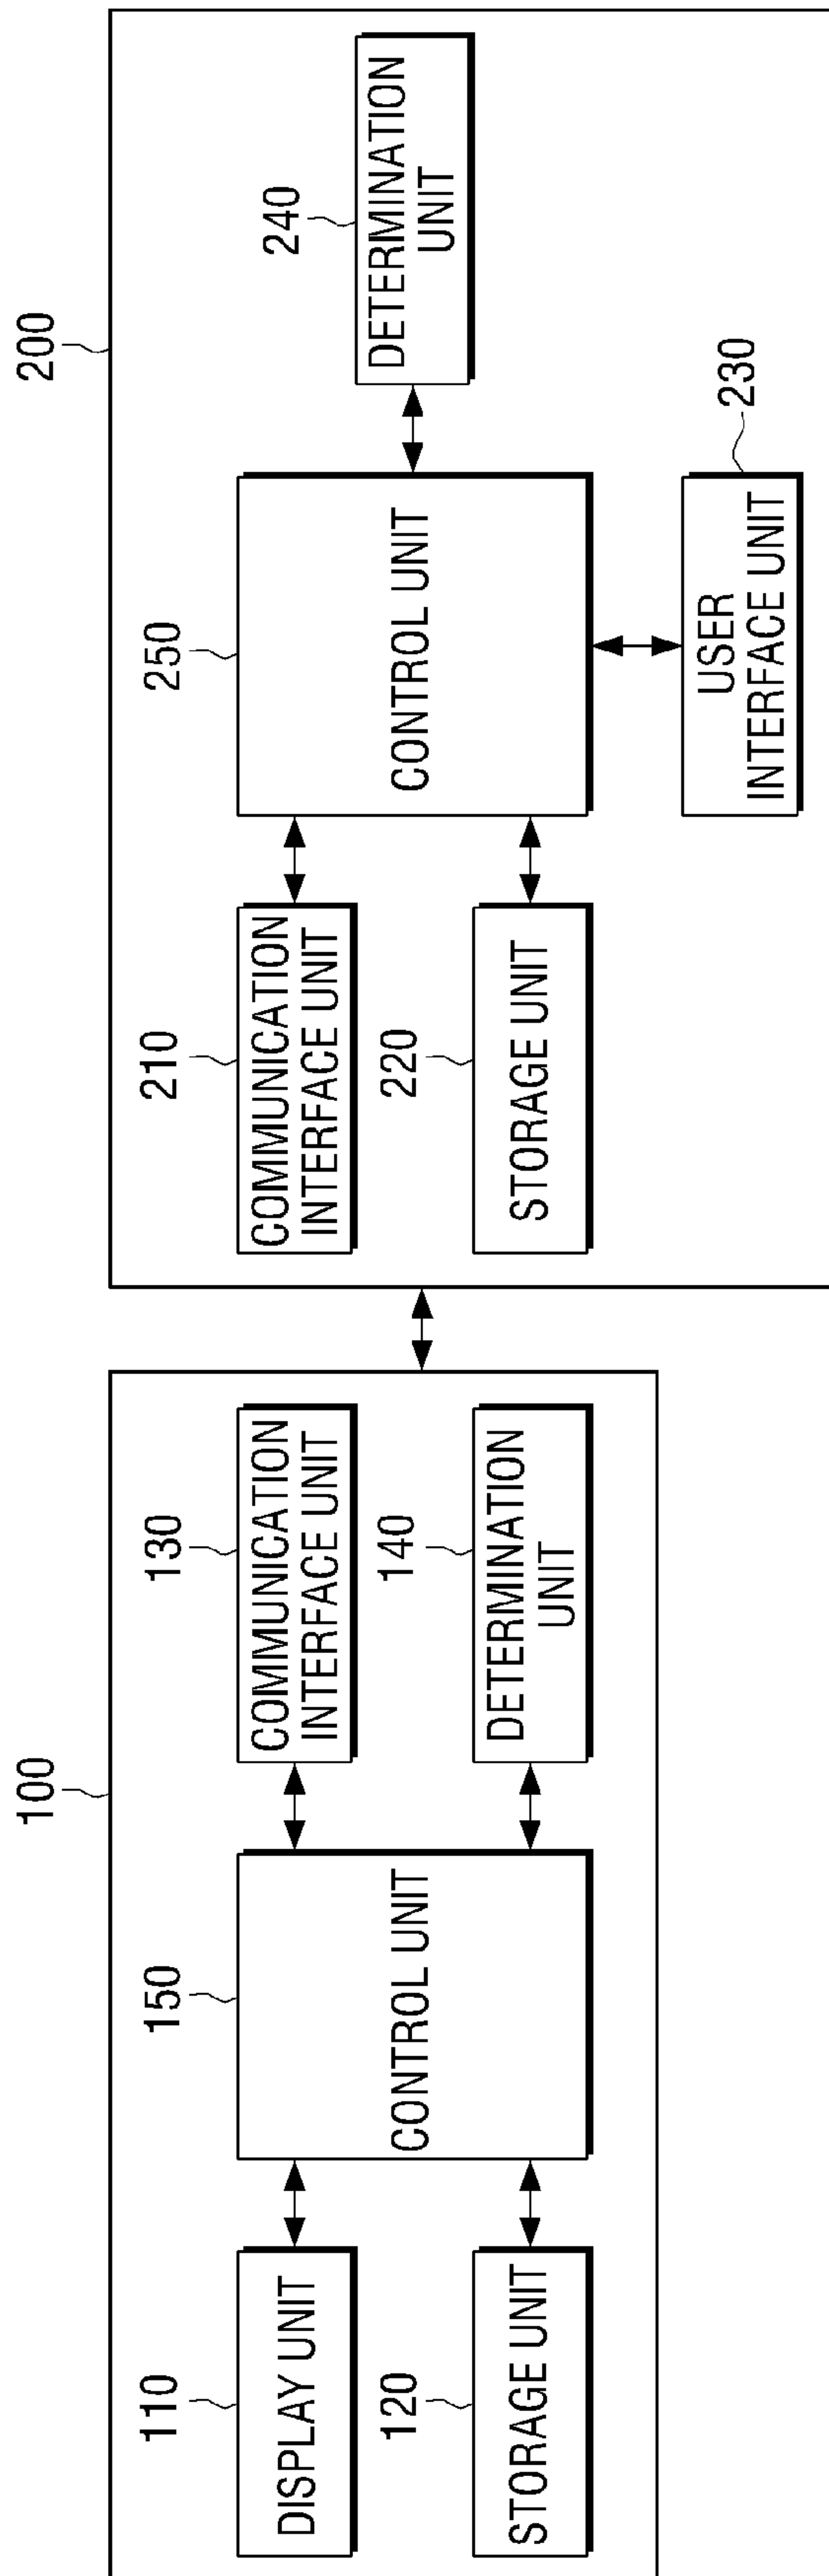 100
110
DISPLAY UNIT
120
STORAGE UNIT
150
CONTROL UNIT
130
COMMUNICATION
INTERFACE UNIT
140
DETERMINATION
UNIT
200
210
COMMUNICATION
INTERFACE UNIT
220
STORAGE UNIT
250
CONTROL UNIT
240
DETERMINATION
UNIT
230
USER
INTERFACE UNIT